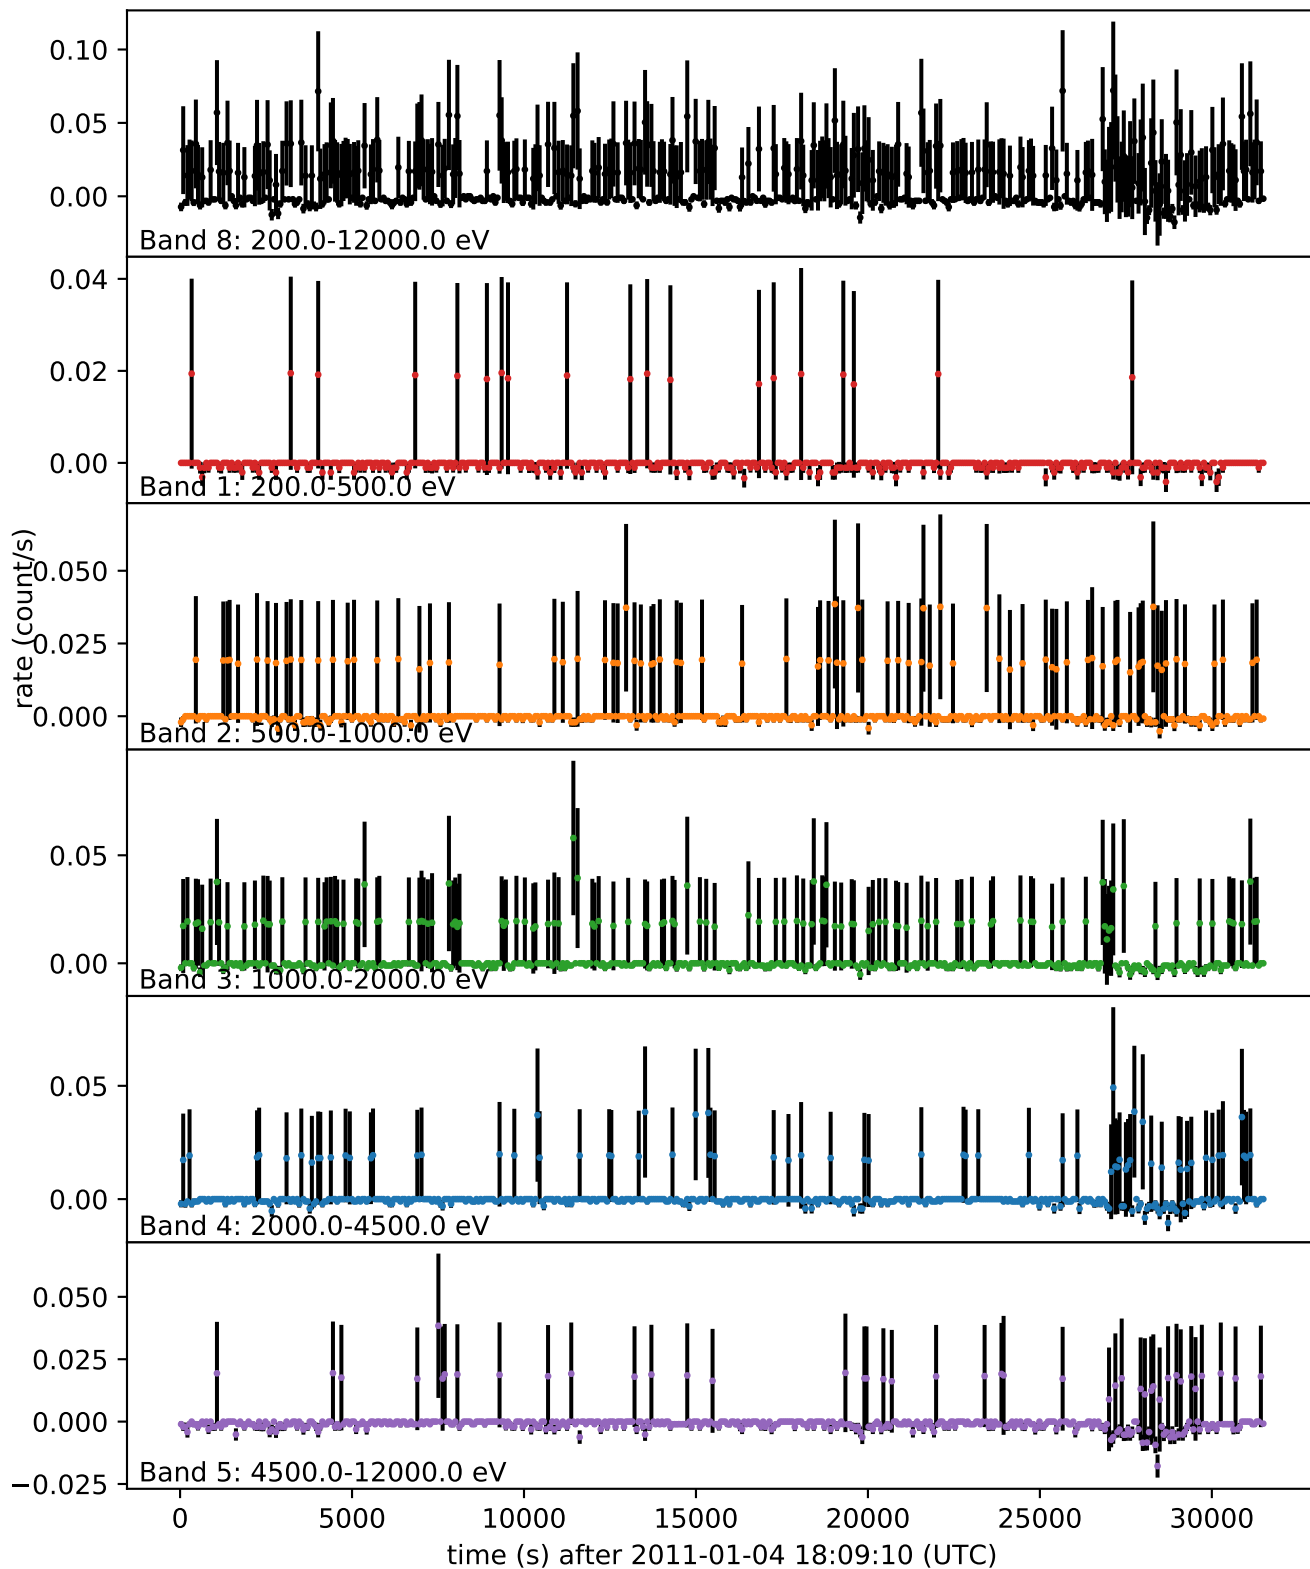 0.10
0.05
0.00
Band 8: 200.0-12000.0 eV
0.04
0.02
0.00
Band 1: 200.0-500.0 eV
rate (count/s)
0.050
0.025
0.000
Band 2: 500.0-1000.0 eV
0.05
0.00
Band 3: 1000.0-2000.0 eV
0.05
0.00
Band 4: 2000.0-4500.0 eV
0.050
0.025
0.000
−0.025
Band 5: 4500.0-12000.0 eV
0 5000 10000 15000 20000 25000 30000
time (s) after 2011-01-04 18:09:10 (UTC)